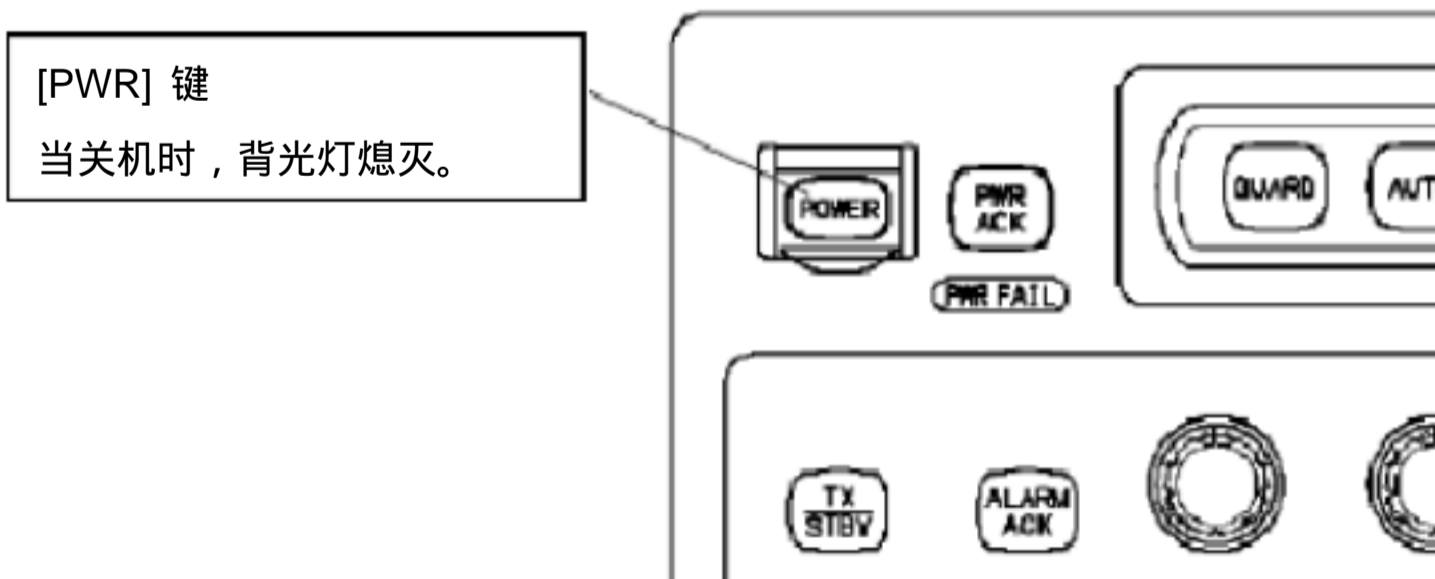 [PWR] 键
当关机时，背光灯熄灭。
POWER
PWR
ACK
GUARD
AUT
PWR FAIL
TX
STBY
ALARM
ACK